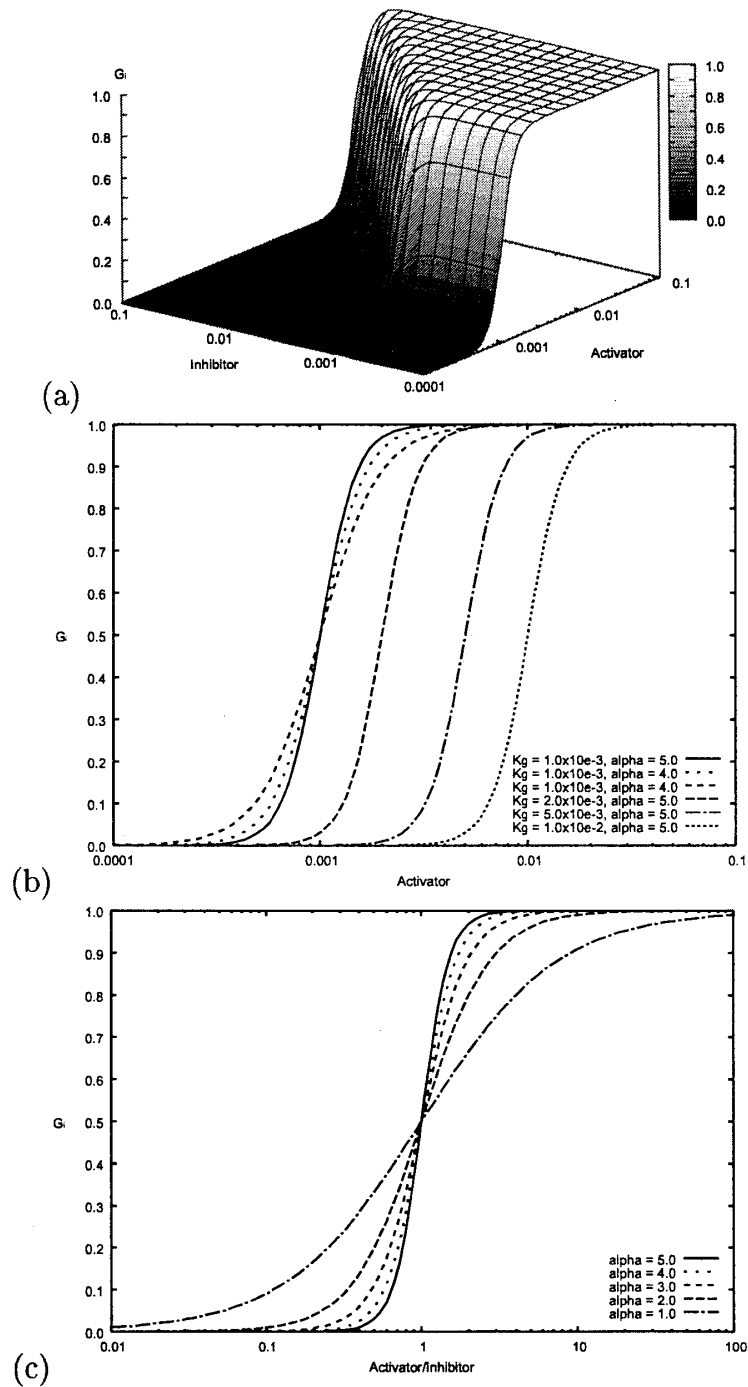 Gi
1.0
0.8
0.6
0.4
0.2
0.0
0.1
0.01
0.001
0.0001
Inhibitor
0.001
0.01
0.1
Activator
1.0
0.8
0.6
0.4
0.2
0.0
(a)
1.0
0.9
0.8
0.7
0.6
0.5
0.4
0.3
0.2
0.1
0.0
Gi
Kg = 1.0x10e-3, alpha = 5.0
Kg = 1.0x10e-3, alpha = 4.0
Kg = 1.0x10e-3, alpha = 4.0
Kg = 2.0x10e-3, alpha = 5.0
Kg = 5.0x10e-3, alpha = 5.0
Kg = 1.0x10e-2, alpha = 5.0
0.0001
0.001
0.01
0.1
Activator
(b)
1.0
0.9
0.8
0.7
0.6
0.5
0.4
0.3
0.2
0.1
0.0
Gi
alpha = 5.0
alpha = 4.0
alpha = 3.0
alpha = 2.0
alpha = 1.0
0.01
0.1
1
10
100
Activator/Inhibitor
(c)